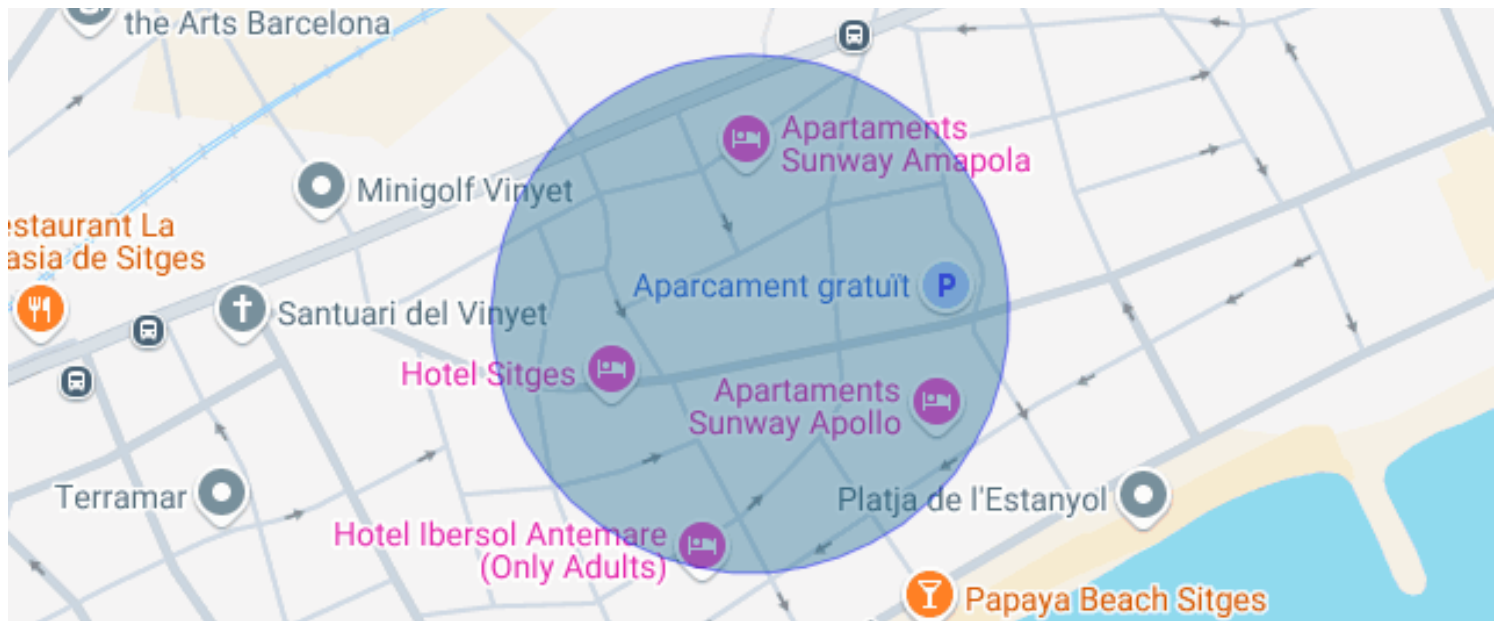 the Arts Barcelona
Apartaments
Sunway Amapola
Minigolf Vinyet
estaurant La
asia de Sitges
Aparcament gratuït
P
Santuari del Vinyet
Hotel Sitges
Apartaments
Sunway Apollo
Terramar
Platja de l'Estanyol
Hotel Ibersol Antemare
(Only Adults)
Papaya Beach Sitges